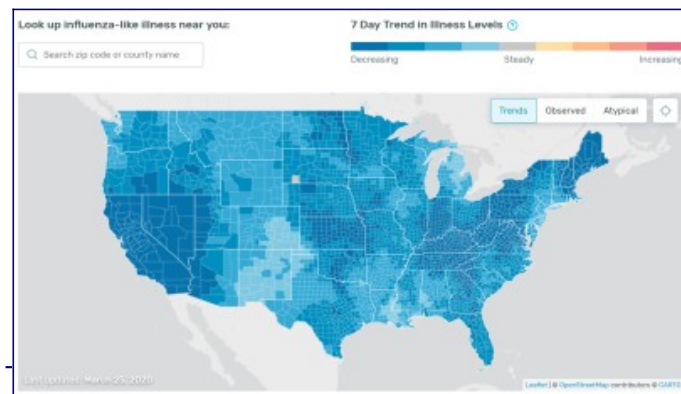 Look up influenza-like illness near you:
7 Day Trend in Illness Levels ?
Search zip code or county name
Decreasing Steady Increasing
Trends Observed Atypical
Last updated: March 25, 2020
Leaflet | © OpenStreetMap contributors © CARTO